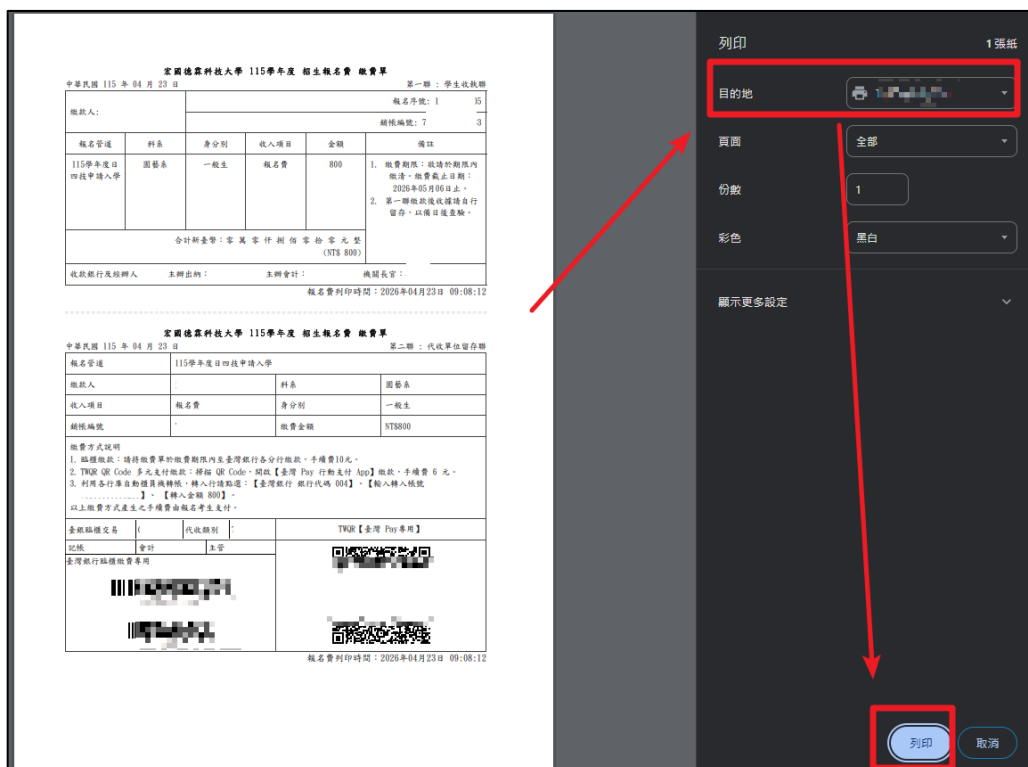 宏國德霖科技大學 115學年度 招生報名費 繳費單
中華民國 115 年 04 月 23 日 第一聯 : 學生收執聯
繳款人:
報名序號: 1 35
銷帳編號: 7 3
報名管道 科系 身分別 收入項目 金額 備註
115學年度日四技申請入學 園藝系 一般生 報名費 800
1. 繳費期限：敬請於期限內
繳清，繳費截止日期：
2026年05月06日止。
2. 第一聯繳款後收據請自行
留存，以備日後查驗。
合計新臺幣：零 萬 零 仟 捌 佰 零 拾 零 元 整
(NT$ 800)
收款銀行及經辦人 主辦出納： 主辦會計： 機關長官：
報名費列印時間：2026年04月23日 09:08:12
宏國德霖科技大學 115學年度 招生報名費 繳費單
中華民國 115 年 04 月 23 日 第二聯 : 代收單位留存聯
報名管道 115學年度日四技申請入學
繳款人 科系 園藝系
收入項目 報名費 身分別 一般生
銷帳編號 繳費金額 NT$800
繳費方式說明
1. 臨櫃繳款：請持繳費單於繳費期限內至臺灣銀行各分行繳款，手續費10元。
2. TWQR QR Code 多元支付繳款：掃描 QR Code，開啟【臺灣 Pay 行動支付 App】繳款，手續費 6 元。
3. 利用各行庫自動櫃員機轉帳，轉入行請點選：【臺灣銀行 銀行代碼 004】、【輸入轉入帳號
】、【轉入金額 800】。
以上繳費方式產生之手續費由報名考生支付。
臺銀臨櫃交易 代收類別 TWQR【臺灣 Pay專用】
記帳 會計 主管
臺灣銀行臨櫃繳費專用
報名費列印時間：2026年04月23日 09:08:12
列印 1 張紙
目的地
頁面 全部
份數 1
彩色 黑白
顯示更多設定
列印 取消